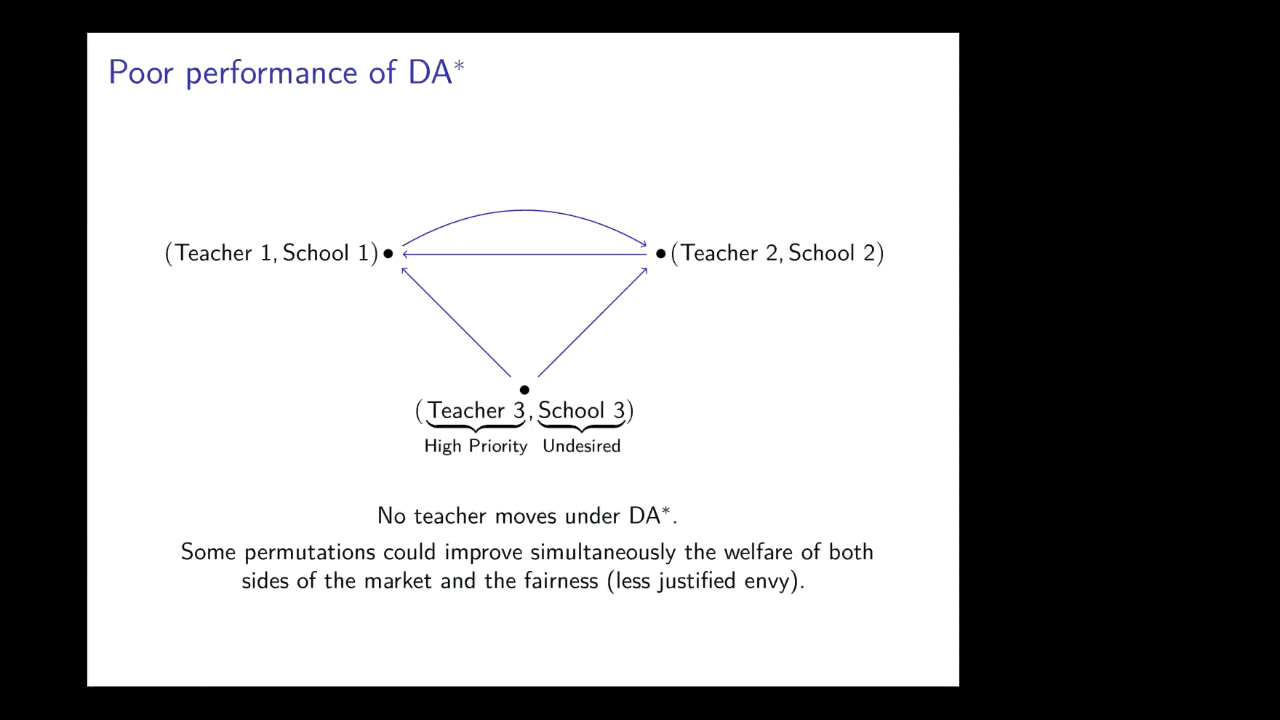 Poor performance of DA*
(Teacher 1, School 1)
(Teacher 2, School 2)
(Teacher 3, School 3)
High Priority Undesired
No teacher moves under DA*.
Some permutations could improve simultaneously the welfare of both
sides of the market and the fairness (less justified envy).